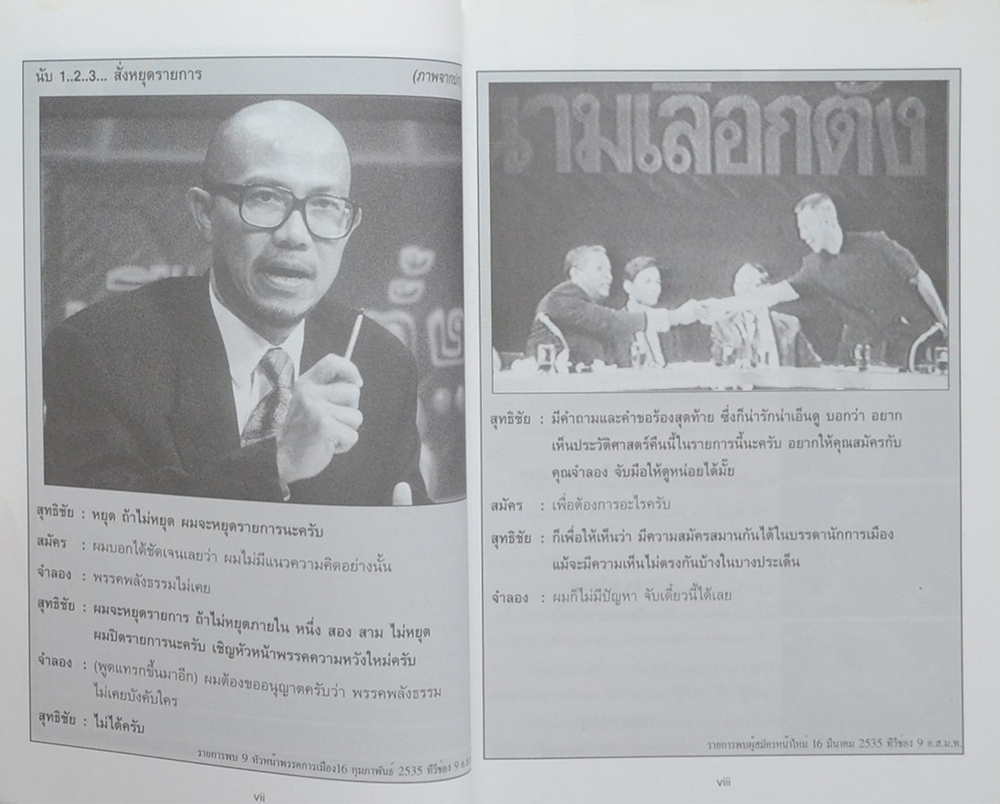 นับ 1..2..3... สั่งหยุดรายการ
สุทธิชัย : หยุด ถ้าไม่หยุด ผมจะหยุดรายการนะครับ
สมัคร : ผมบอกได้ชัดเจนเลยว่า ผมไม่มีแนวความคิดอย่างนั้น
จำลอง : พรรคพลังธรรมไม่เคย
สุทธิชัย : ผมจะหยุดรายการ ถ้าไม่หยุดภายใน หนึ่ง สอง สาม ไม่หยุด
ผมปิดรายการนะครับ เชิญหัวหน้าพรรคความหวังใหม่ครับ
จำลอง : (พูดแทรกขึ้นมาอีก) ผมต้องขออนุญาตครับว่า พรรคพลังธรรม
ไม่เคยบังคับใคร
สุทธิชัย : ไม่ได้ครับ
รายการพบ 9 หัวหน้าพรรคการเมือง16 กุมภาพันธ์ 2535 ทีวีช่อง 9
vii
ามเลือกตั้ง
สุทธิชัย : มีคำถามและคำขอร้องสุดท้าย ซึ่งก็น่ารักน่าเอ็นดู บอกว่า อยาก
เห็นประวัติศาสตร์คืนนี้ในรายการนี้นะครับ อยากให้คุณสมัครกับ
คุณจำลอง จับมือให้ดูหน่อยได้มั๊ย
สมัคร : เพื่อต้องการอะไรครับ
สุทธิชัย : ก็เพื่อให้เห็นว่า มีความสมัครสมานกันได้ในบรรดานักการเมือง
แม้จะมีความเห็นไม่ตรงกันบ้างในบางประเด็น
จำลอง : ผมก็ไม่มีปัญหา จับเดี๋ยวนี้ได้เลย
รายการพบผู้สมัครหน้าใหม่ 16 มีนาคม 2535 ทีวีช่อง 9 อ.ส.ม.ท.
viii